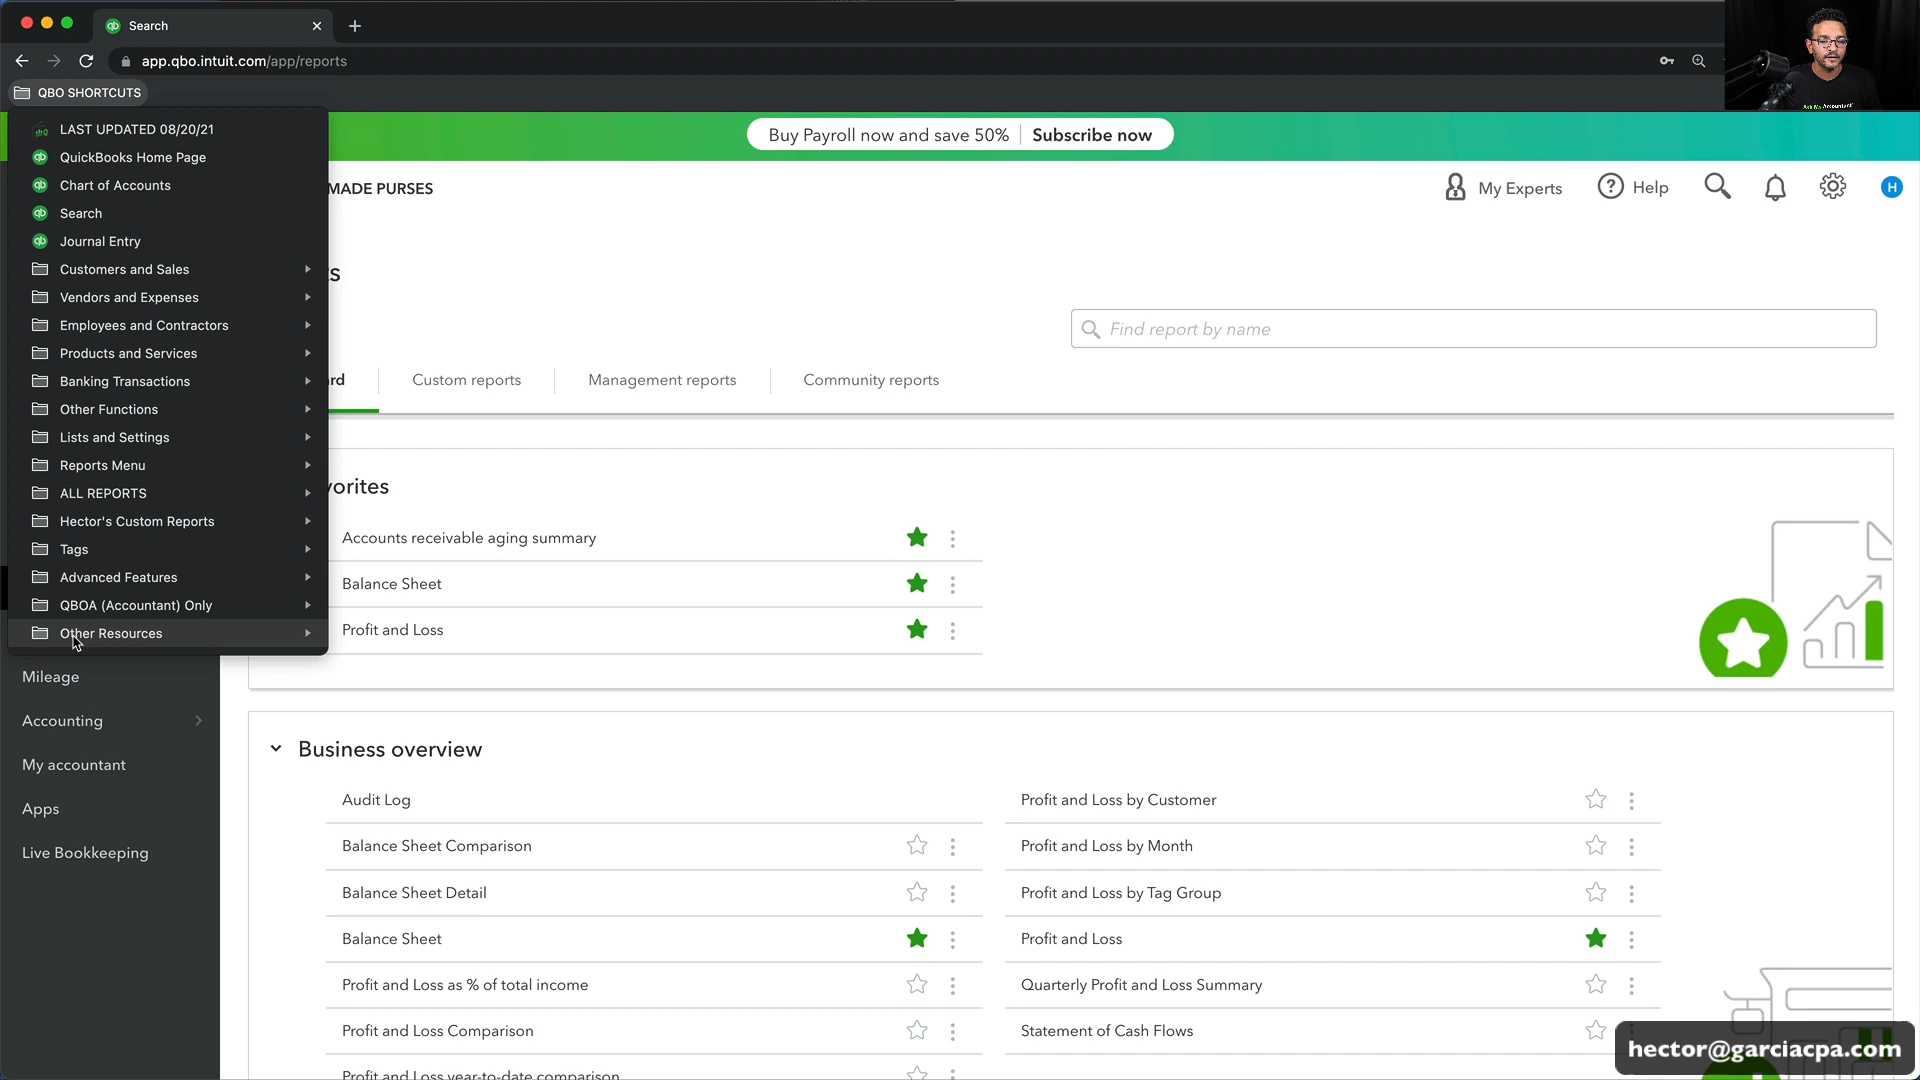 Search
app.qbo.intuit.com/app/reports
QBO SHORTCUTS
LAST UPDATED 08/20/21
QuickBooks Home Page
Chart of Accounts
Search
Journal Entry
Customers and Sales
Vendors and Expenses
Employees and Contractors
Products and Services
Banking Transactions
Other Functions
Lists and Settings
Reports Menu
ALL REPORTS
Hector's Custom Reports
Tags
Advanced Features
QBOA (Accountant) Only
Other Resources
Mileage
Accounting
My accountant
Apps
Live Bookkeeping
Buy Payroll now and save 50% Subscribe now
MADE PURSES
My Experts
Help
H
ts
Find report by name
rd
Custom reports
Management reports
Community reports
vorites
Accounts receivable aging summary
Balance Sheet
Profit and Loss
Business overview
Audit Log
Balance Sheet Comparison
Balance Sheet Detail
Balance Sheet
Profit and Loss as % of total income
Profit and Loss Comparison
Profit and Loss year-to-date comparison
Profit and Loss by Customer
Profit and Loss by Month
Profit and Loss by Tag Group
Profit and Loss
Quarterly Profit and Loss Summary
Statement of Cash Flows
Ask My Accountant
hector@garciacpa.com